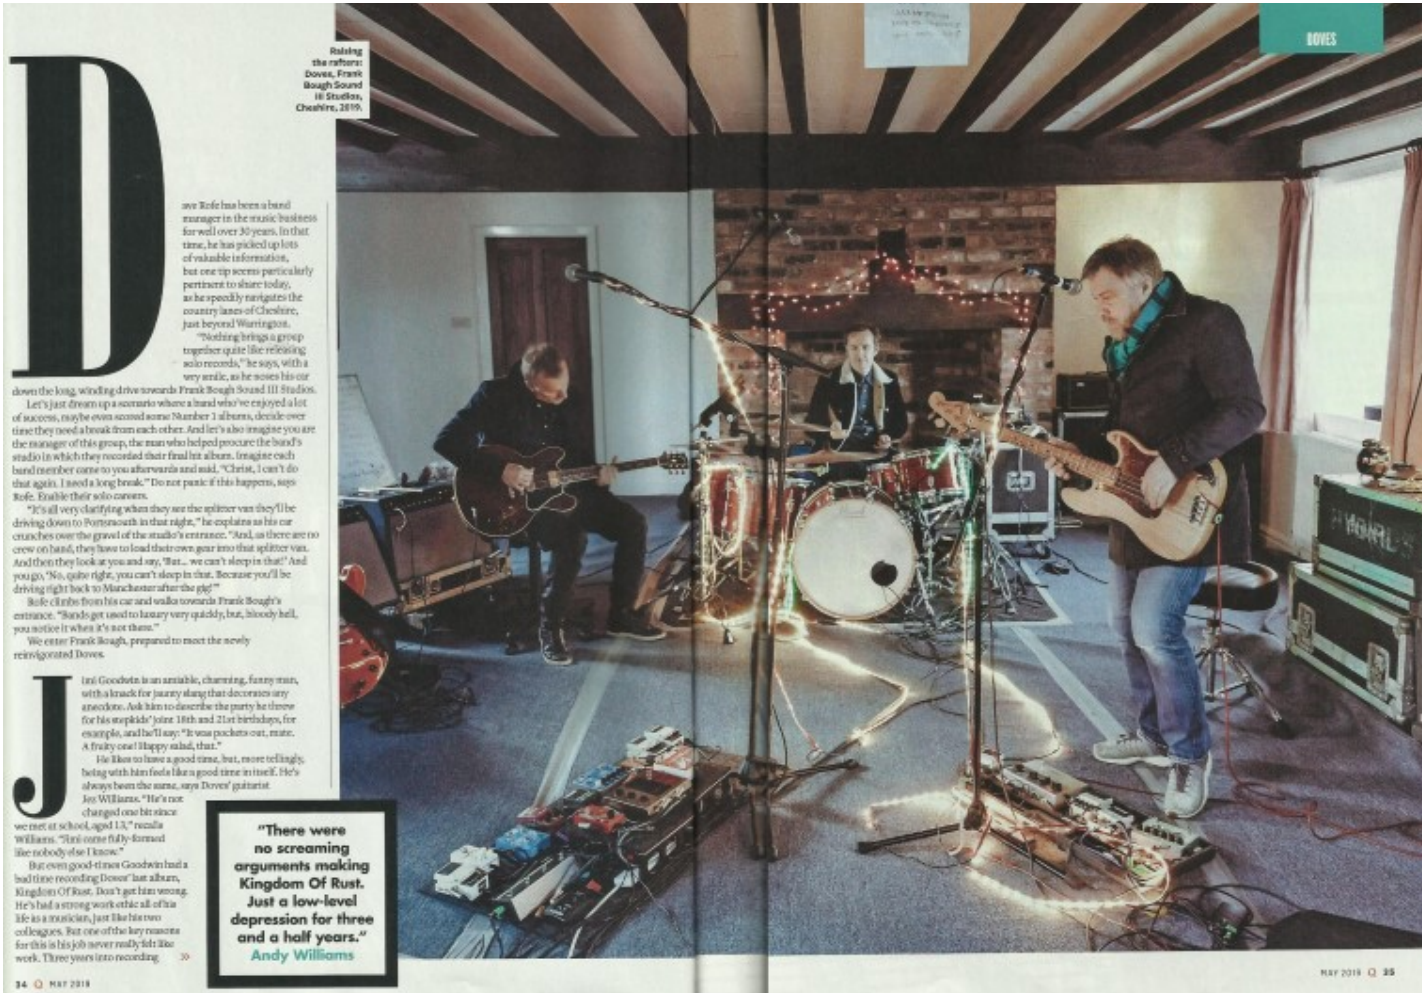 DOVES
Raising
the rafters:
Doves, Frank
Bough Sound
III Studios,
Cheshire, 2019.
D
ave Rofe has been a band
manager in the music business
for well over 30 years. In that
time, he has picked up lots
of valuable information,
but one tip seems particularly
pertinent to share today,
as he speedily navigates the
country lanes of Cheshire,
just beyond Warrington.
"Nothing brings a group
together quite like releasing
solo records," he says, with a
wry smile, as he noses his car
down the long, winding drive towards Frank Bough Sound III Studios.
Let's just dream up a scenario where a band who've enjoyed a lot
of success, maybe even scored some Number 1 albums, decide over
time they need a break from each other. And let's also imagine you are
the manager of this group, the man who helped procure the band's
studio in which they recorded their final hit album. Imagine each
band member came to you afterwards and said, "Christ, I can't do
that again. I need a long break." Do not panic if this happens, says
Rofe. Enable their solo careers.
"It's all very clarifying when they see the splitter van they'll be
driving down to Portsmouth in that night," he explains as his car
crunches over the gravel of the studio's entrance. "And, as there are no
crew on hand, they have to load their own gear into that splitter van.
And then they look at you and say, 'But... we can't sleep in that!' And
you go, 'No, quite right, you can't sleep in that. Because you'll be
driving right back to Manchester after the gig!'"
Rofe climbs from his car and walks towards Frank Bough's
entrance. "Bands get used to luxury very quickly, but, bloody hell,
you notice it when it's not there."
We enter Frank Bough, prepared to meet the newly
reinvigorated Doves.
J
imi Goodwin is an amiable, charming, funny man,
with a knack for jaunty slang that decorates any
anecdote. Ask him to describe the party he threw
for his stepkids' joint 18th and 21st birthdays, for
example, and he'll say: "It was pockets out, mate.
A fruity one! Happy salad, that."
He likes to have a good time, but, more tellingly,
being with him feels like a good time in itself. He's
always been the same, says Doves' guitarist
Jez Williams. "He's not
changed one bit since
we met at school, aged 13," recalls
Williams. "Jimi came fully-formed
like nobody else I know."
But even good-times Goodwin had a
bad time recording Doves' last album,
Kingdom Of Rust. Don't get him wrong.
He's had a strong work ethic all of his
life as a musician, just like his two
colleagues. But one of the key reasons
for this is his job never really felt like
work. Three years into recording »
"There were
no screaming
arguments making
Kingdom Of Rust.
Just a low-level
depression for three
and a half years."
Andy Williams
34 Q MAY 2019
MAY 2019 Q 35